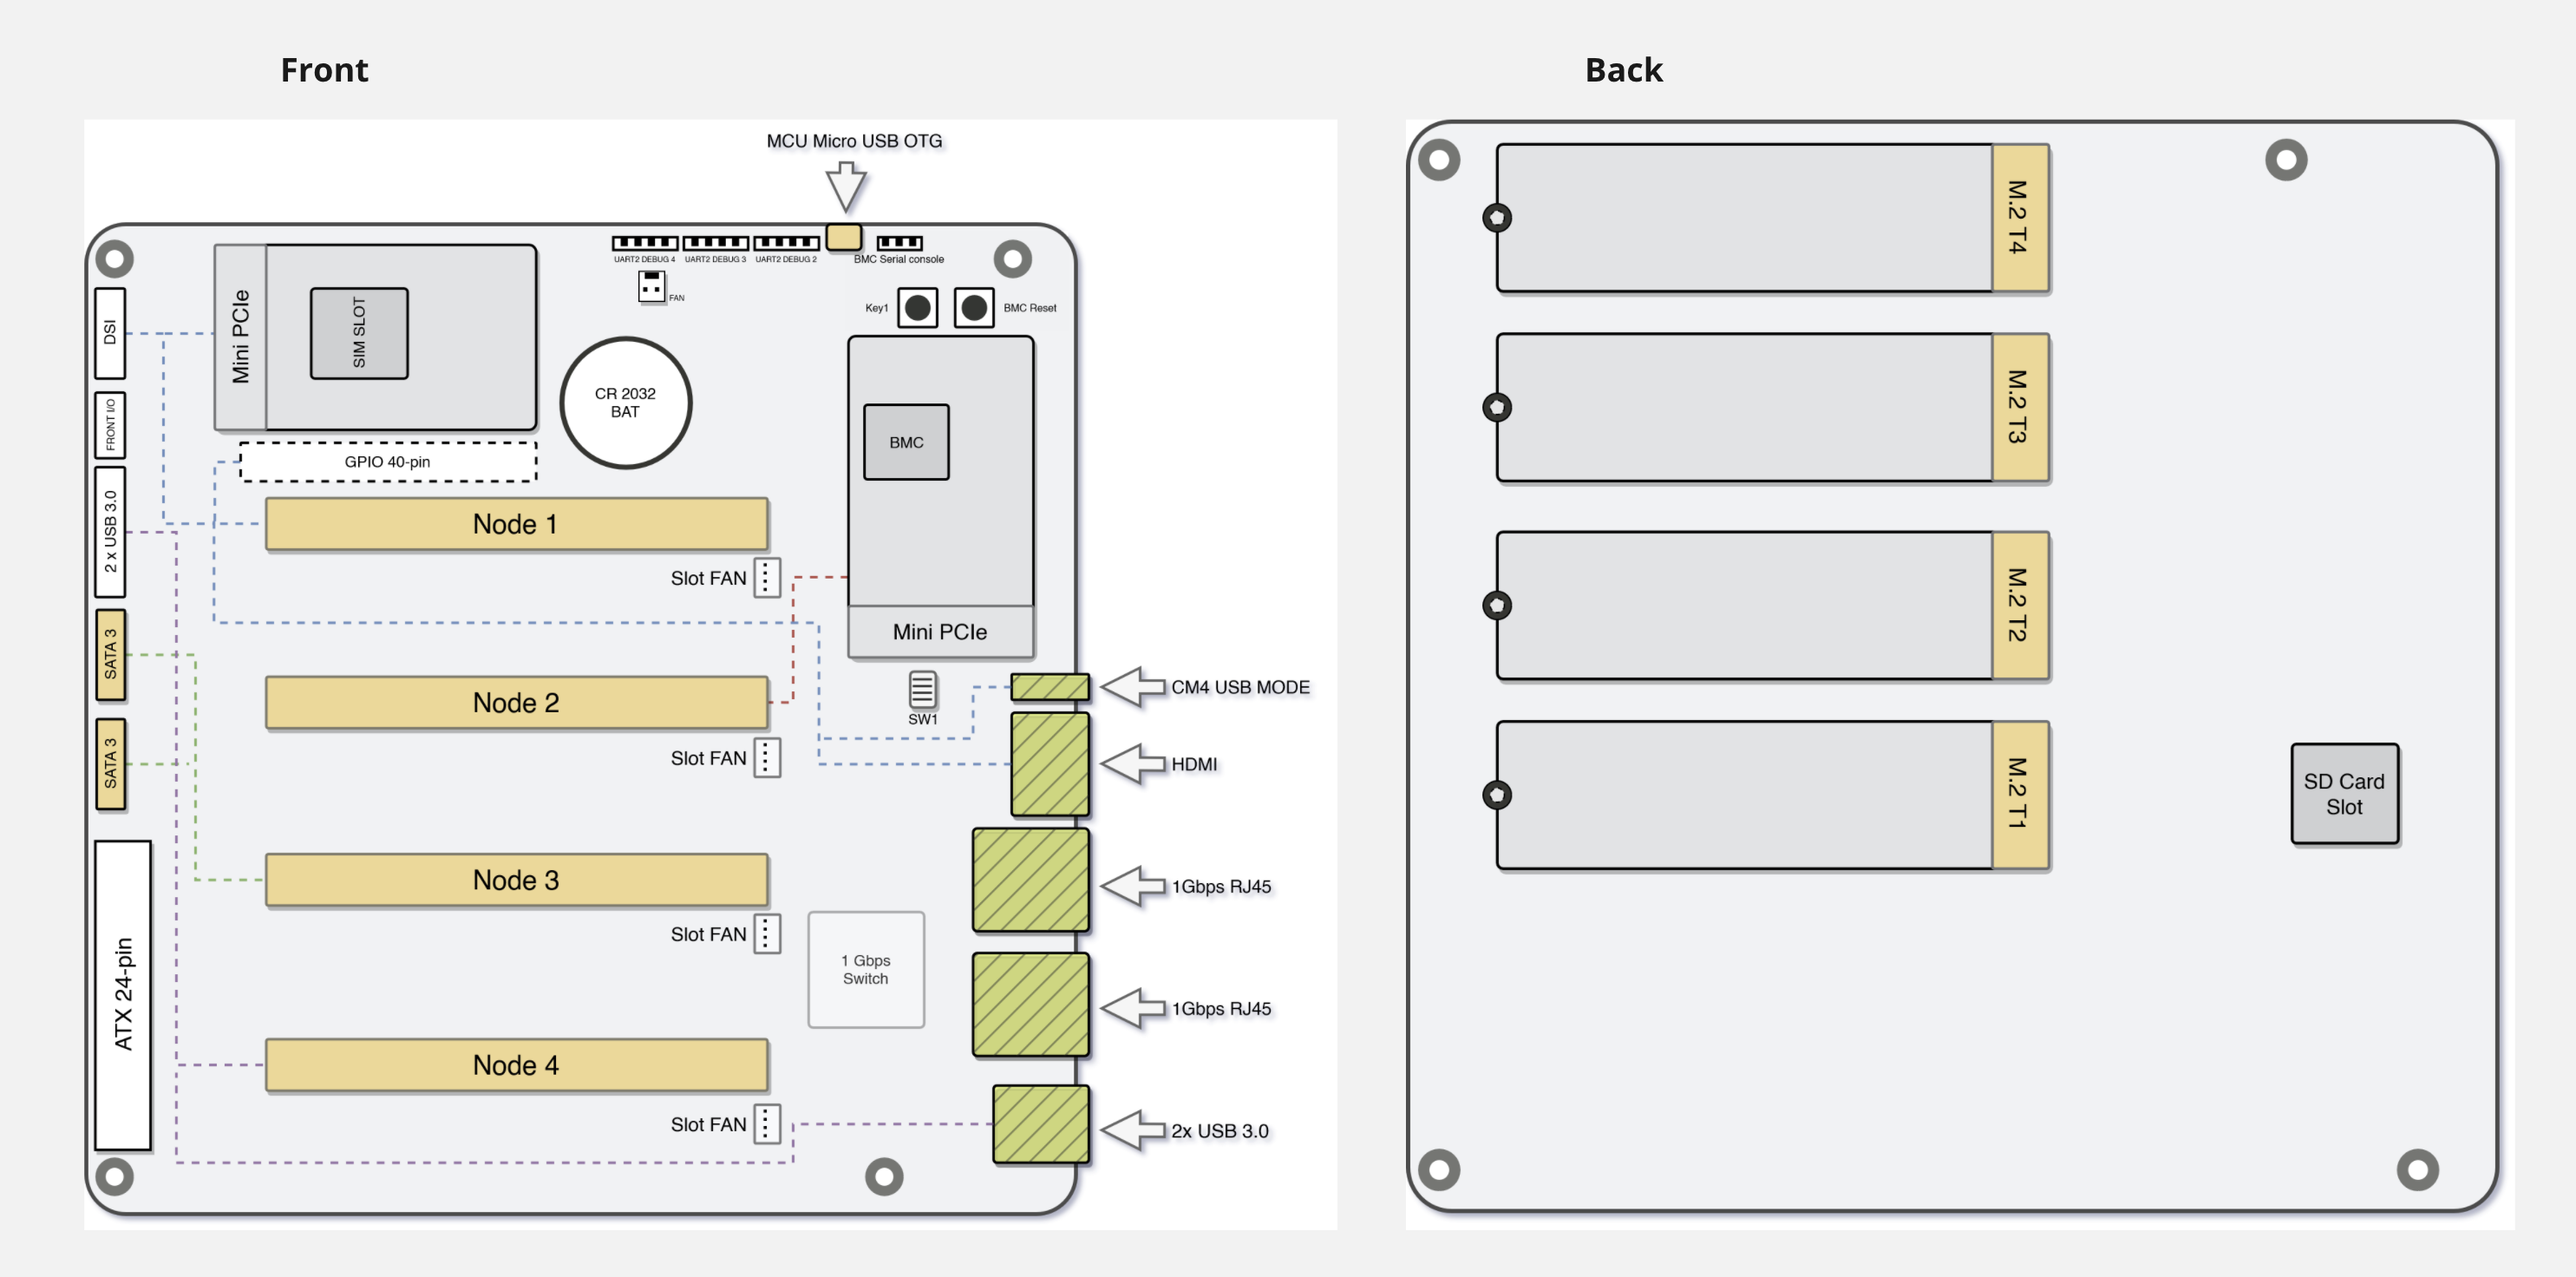 Front
Back
MCU Micro USB OTG
UART2 DEBUG 4
UART2 DEBUG 3
UART2 DEBUG 2
BMC Serial console
FAN
Key1
BMC Reset
DSI
FRONT I/O
2 x USB 3.0
SATA 3
SATA 3
ATX 24-pin
Mini PCIe
SIM SLOT
CR 2032
BAT
GPIO 40-pin
BMC
Mini PCIe
SW1
Node 1
Slot FAN
Node 2
Slot FAN
Node 3
Slot FAN
Node 4
Slot FAN
1 Gbps
Switch
CM4 USB MODE
HDMI
1Gbps RJ45
1Gbps RJ45
2x USB 3.0
M.2 T4
M.2 T3
M.2 T2
M.2 T1
SD Card
Slot